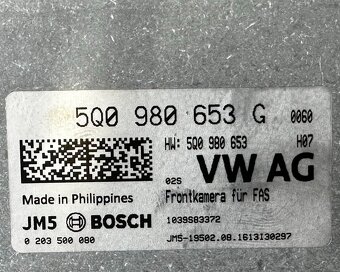 5Q0 980 653 G 0060
HW: 5Q0 980 653 H07
02S VW AG
Made in Philippines Frontkamera für FAS
JM5 BOSCH 1039S83372
0 203 500 080 JM5-19502.08.1613130297